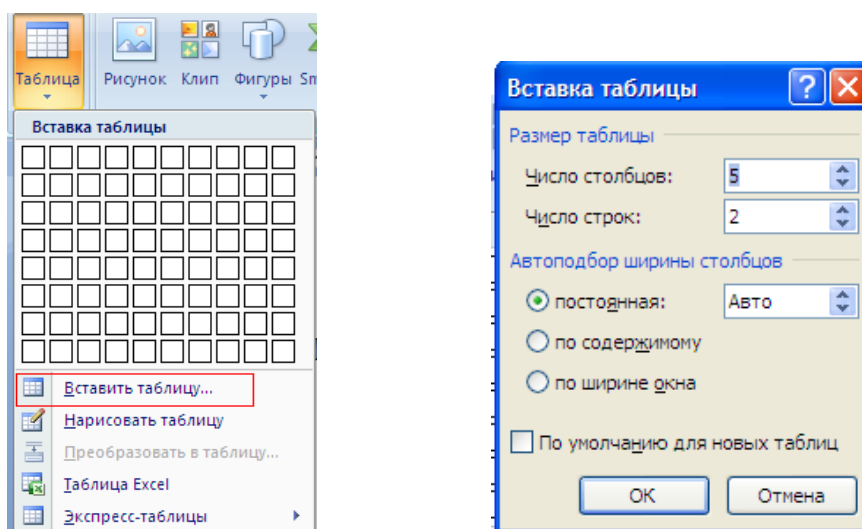 Таблица Рисунок Клип Фигуры Sm
Вставка таблицы
Вставить таблицу...
Нарисовать таблицу
Преобразовать в таблицу...
Таблица Excel
Экспресс-таблицы
Вставка таблицы
Размер таблицы
Число столбцов: 5
Число строк: 2
Автоподбор ширины столбцов
постоянная: Авто
по содержимому
по ширине окна
По умолчанию для новых таблиц
ОК Отмена